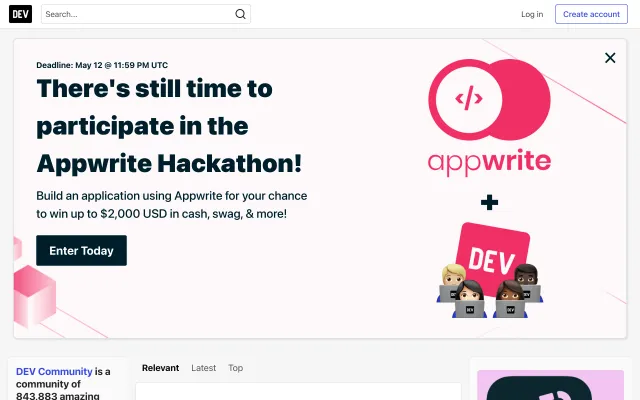 DEV
Search...
Log in
Create account
Deadline: May 12 @ 11:59 PM UTC
There's still time to
participate in the
Appwrite Hackathon!
Build an application using Appwrite for your chance
to win up to $2,000 USD in cash, swag, & more!
Enter Today
</>
appwrite
+
DEV
DEV
DEV
DEV
DEV
DEV Community is a
community of
843,883 amazing
Relevant
Latest
Top